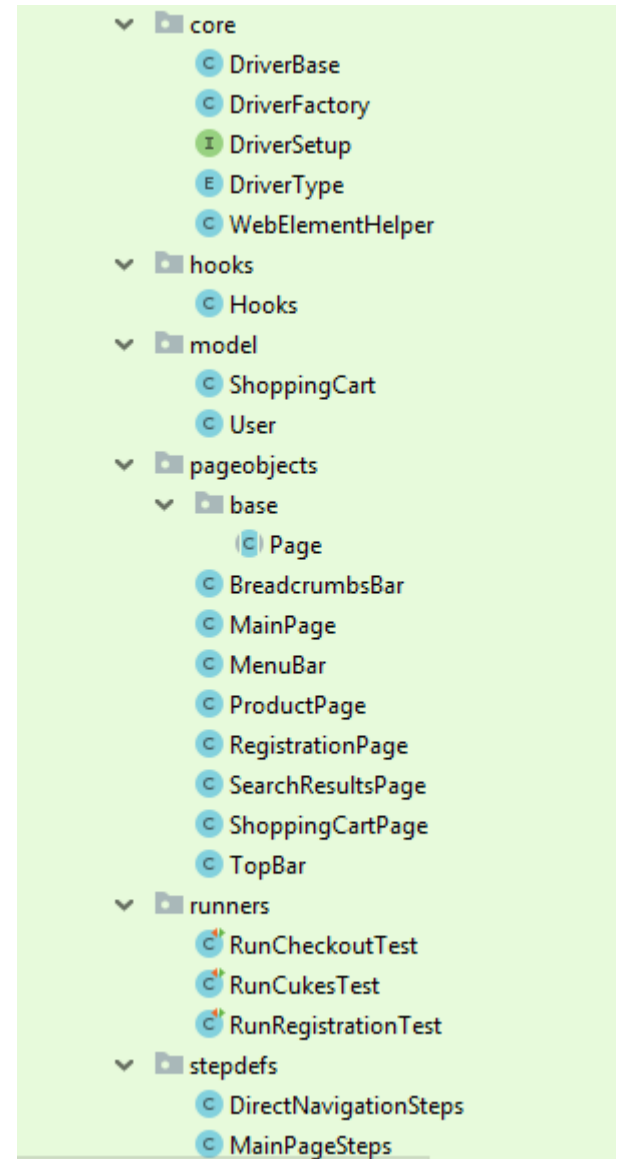 core
DriverBase
DriverFactory
DriverSetup
DriverType
WebElementHelper
hooks
Hooks
model
ShoppingCart
User
pageobjects
base
Page
BreadcrumbsBar
MainPage
MenuBar
ProductPage
RegistrationPage
SearchResultsPage
ShoppingCartPage
TopBar
runners
RunCheckoutTest
RunCukesTest
RunRegistrationTest
stepdefs
DirectNavigationSteps
MainPageSteps